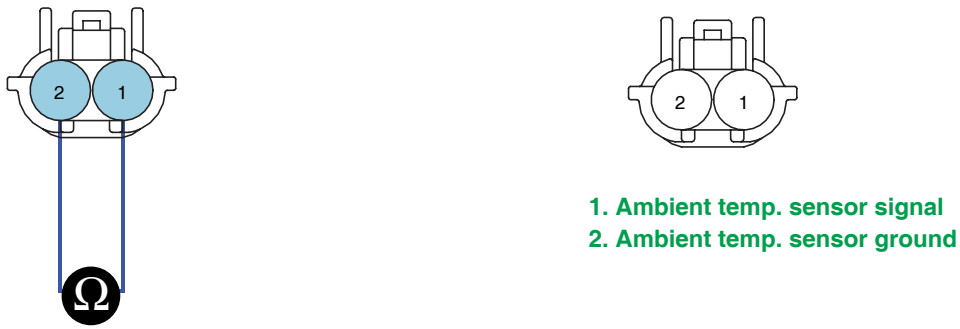 2 1
Ω
2 1
1. Ambient temp. sensor signal
2. Ambient temp. sensor ground